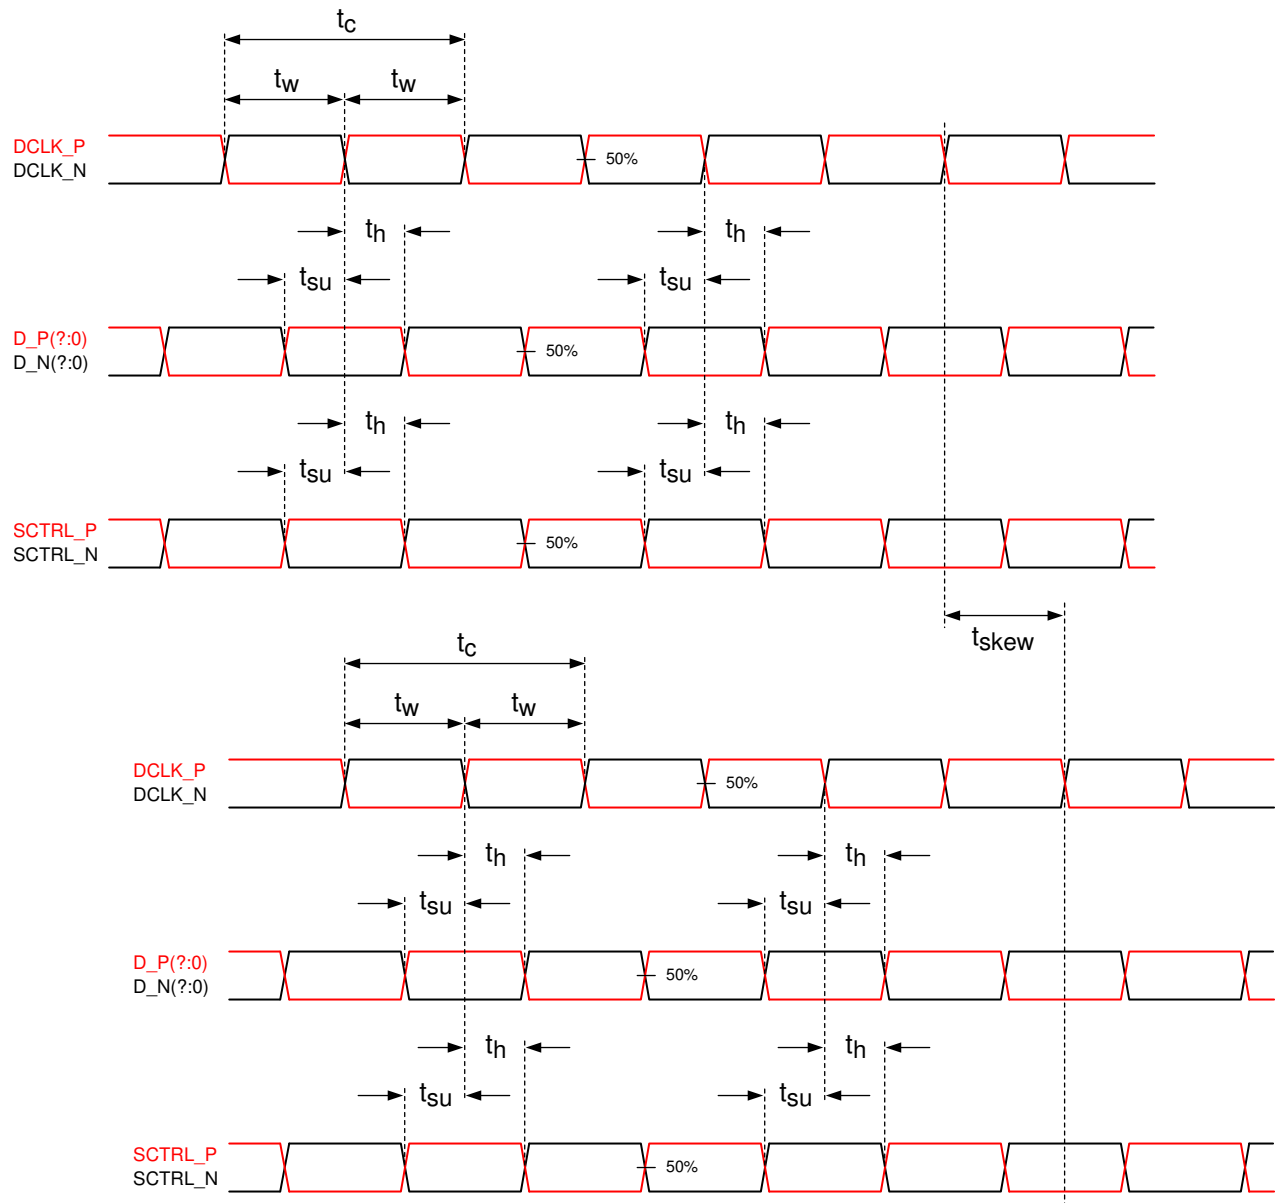 tc
tw tw
DCLK_P
DCLK_N
50%
th th
tsu tsu
D_P(?:0)
D_N(?:0)
50%
th th
tsu tsu
SCTRL_P
SCTRL_N
50%
tskew
tc
tw tw
DCLK_P
DCLK_N
50%
th th
tsu tsu
D_P(?:0)
D_N(?:0)
50%
th th
tsu tsu
SCTRL_P
SCTRL_N
50%